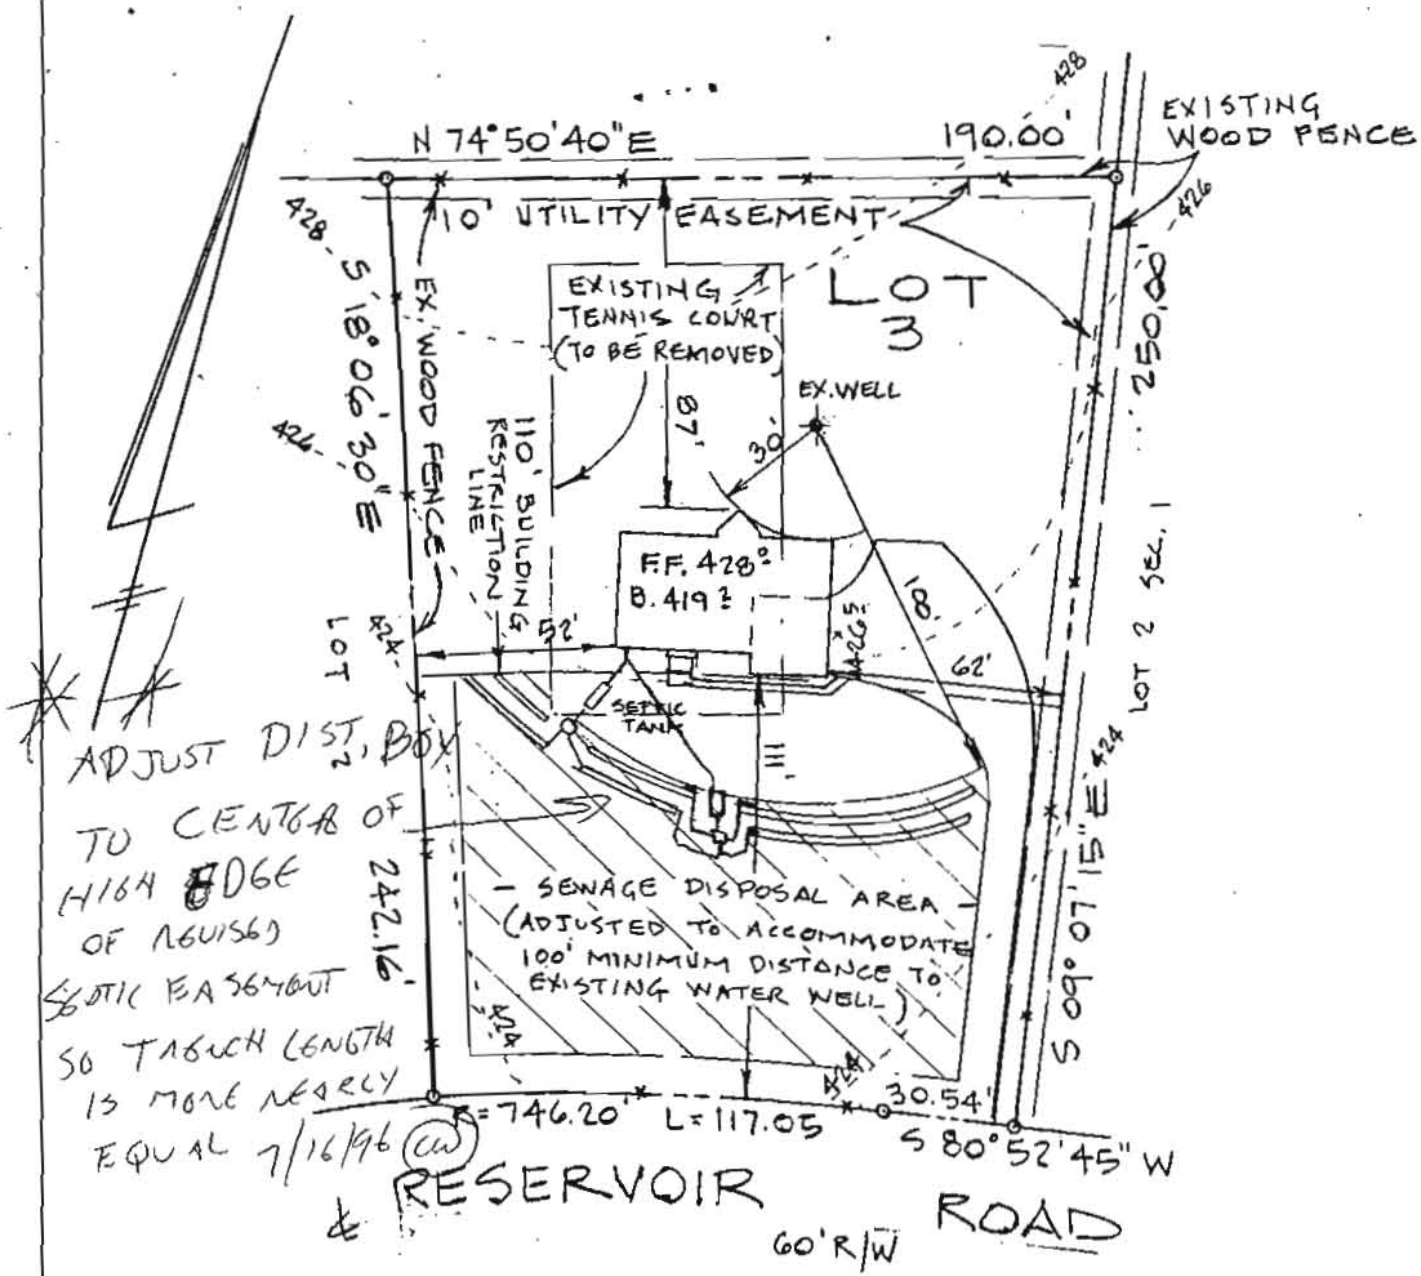 428
EXISTING
WOOD FENCE
N 74°50'40"E
190.00'
426
10' UTILITY EASEMENT
428
S 18°06'30"E
EX. WOOD FENCE
EXISTING
TENNIS COURT
(TO BE REMOVED)
LOT
3
250.00'
EX. WELL
87'
30'
426
110' BUILDING
RESTRICTION
LINE
F.F. 428
B. 419
LOT 2 SEC. 1
424
52'
62'
LOT
2
SEPTIC
TANK
111'
424
S 09°07'15"E
ADJUST DIST. BOX
TO CENTER OF
HIGH EDGE
OF REVISED
SEPTIC EASEMENT
SO TRENCH LENGTH
IS MORE NEARLY
EQUAL 7/16/96
242.16'
- SEWAGE DISPOSAL AREA -
(ADJUSTED TO ACCOMMODATE
100' MINIMUM DISTANCE TO
EXISTING WATER WELL)
424
424
R=746.20' L=117.05
30.54'
S 80°52'45" W
RESERVOIR ROAD
60' R/W